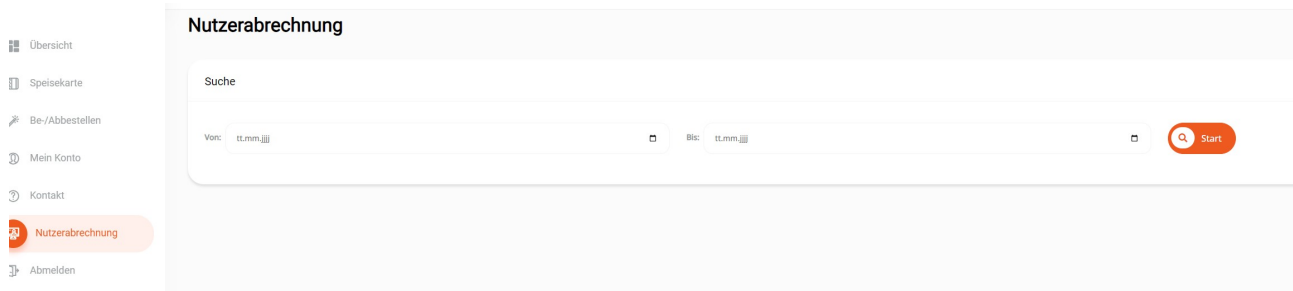 Nutzerabrechnung
Übersicht
Speisekarte
Be-/Abbestellen
Mein Konto
Kontakt
Nutzerabrechnung
Abmelden
Suche
Von: tt.mm.jjjj Bis: tt.mm.jjjj Start